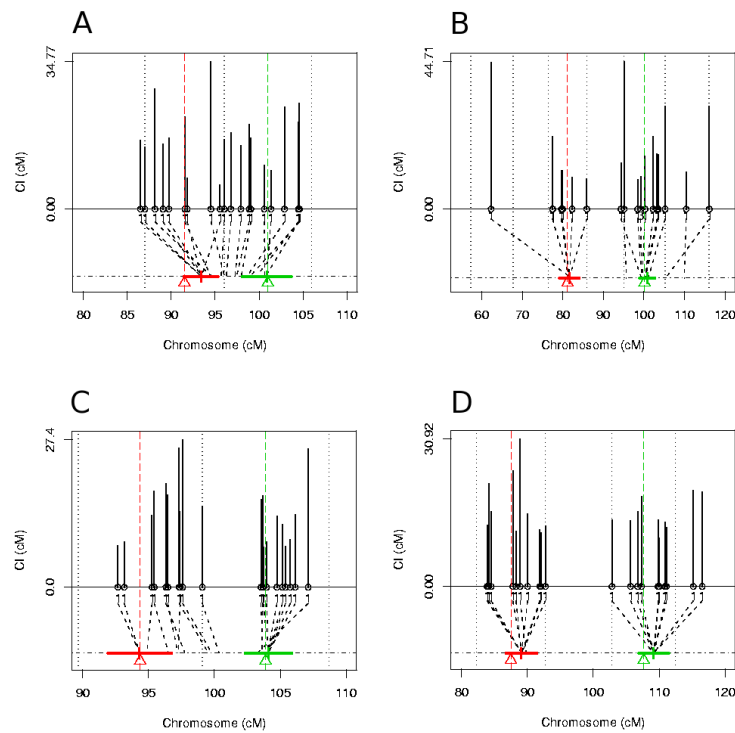 A
B
34.77
CI (cM)
0.00
80 85 90 95 100 105 110
Chromosome (cM)
44.71
CI (cM)
0.00
60 70 80 90 100 110 120
Chromosome (cM)
C
D
27.4
CI (cM)
0.0
90 95 100 105 110
Chromosome (cM)
30.92
CI (cM)
0.00
80 90 100 110 120
Chromosome (cM)